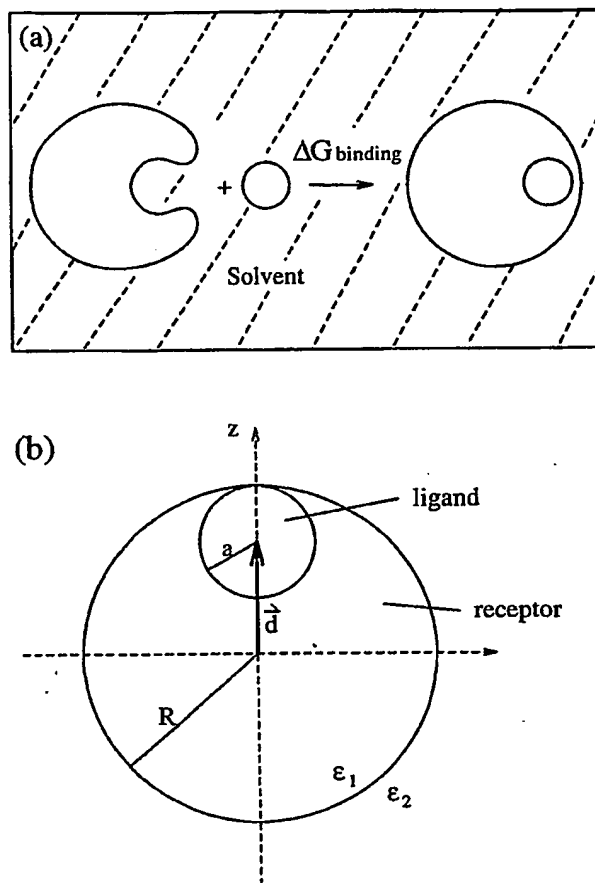 (a)
+
ΔG binding
Solvent
(b)
z
ligand
a
d
receptor
R
ε₁
ε₂